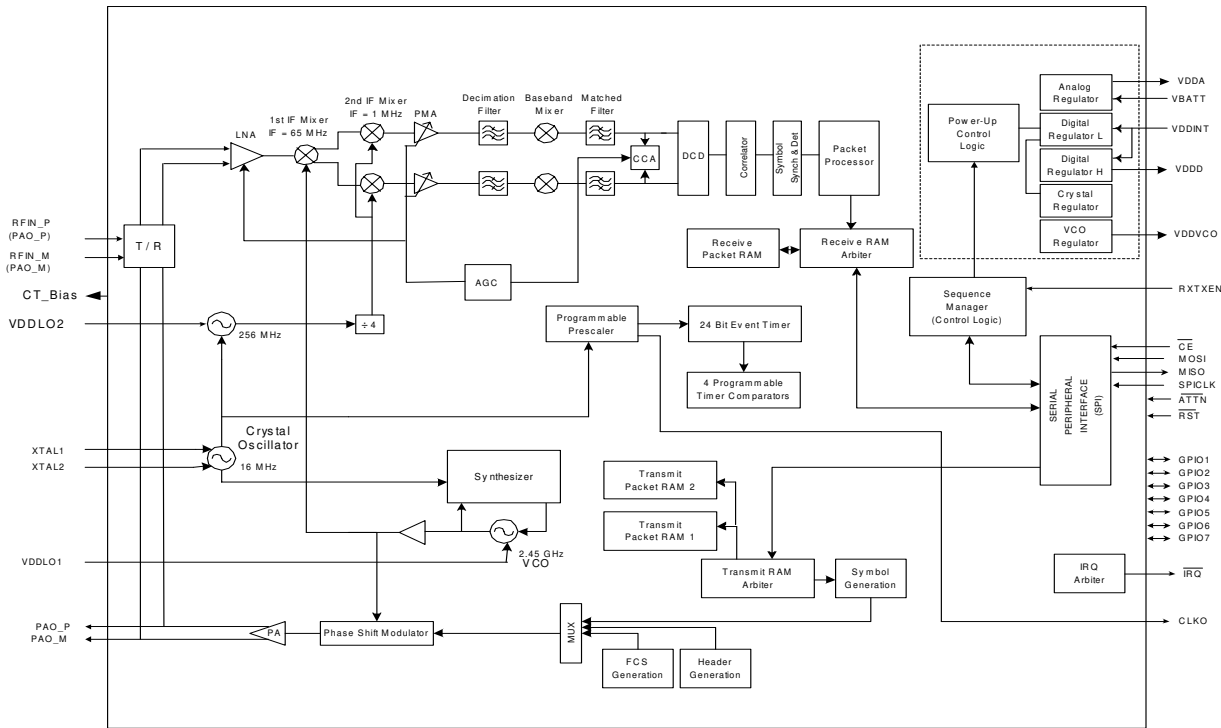 2nd IF Mixer
IF = 1 MHz
PMA
Decimation
Filter
Baseband
Mixer
Matched
Filter
1st IF Mixer
IF = 65 MHz
LNA
CCA
DCD
Correlator
Symbol
Synch & Det
Packet
Processor
Power-Up
Control
Logic
Analog
Regulator
Digital
Regulator L
Digital
Regulator H
Crystal
Regulator
VCO
Regulator
VDDA
VBATT
VDDINT
VDDD
VDDVCO
RFIN_P
(PAO_P)
RFIN_M
(PAO_M)
T / R
CT_Bias
VDDLO2
256 MHz
÷ 4
AGC
Receive
Packet RAM
Receive RAM
Arbiter
Sequence
Manager
(Control Logic)
RXTXEN
Programmable
Prescaler
24 Bit Event Timer
4 Programmable
Timer Comparators
SERIAL
PERIPHERAL
INTERFACE
(SPI)
CE
MOSI
MISO
SPICLK
ATTN
RST
XTAL1
XTAL2
Crystal
Oscillator
16 MHz
Synthesizer
2.45 GHz
VCO
VDDLO1
Transmit
Packet RAM 2
Transmit
Packet RAM 1
Transmit RAM
Arbiter
Symbol
Generation
GPIO1
GPIO2
GPIO3
GPIO4
GPIO5
GPIO6
GPIO7
IRQ
Arbiter
IRQ
CLKO
PAO_P
PAO_M
PA
Phase Shift Modulator
MUX
FCS
Generation
Header
Generation